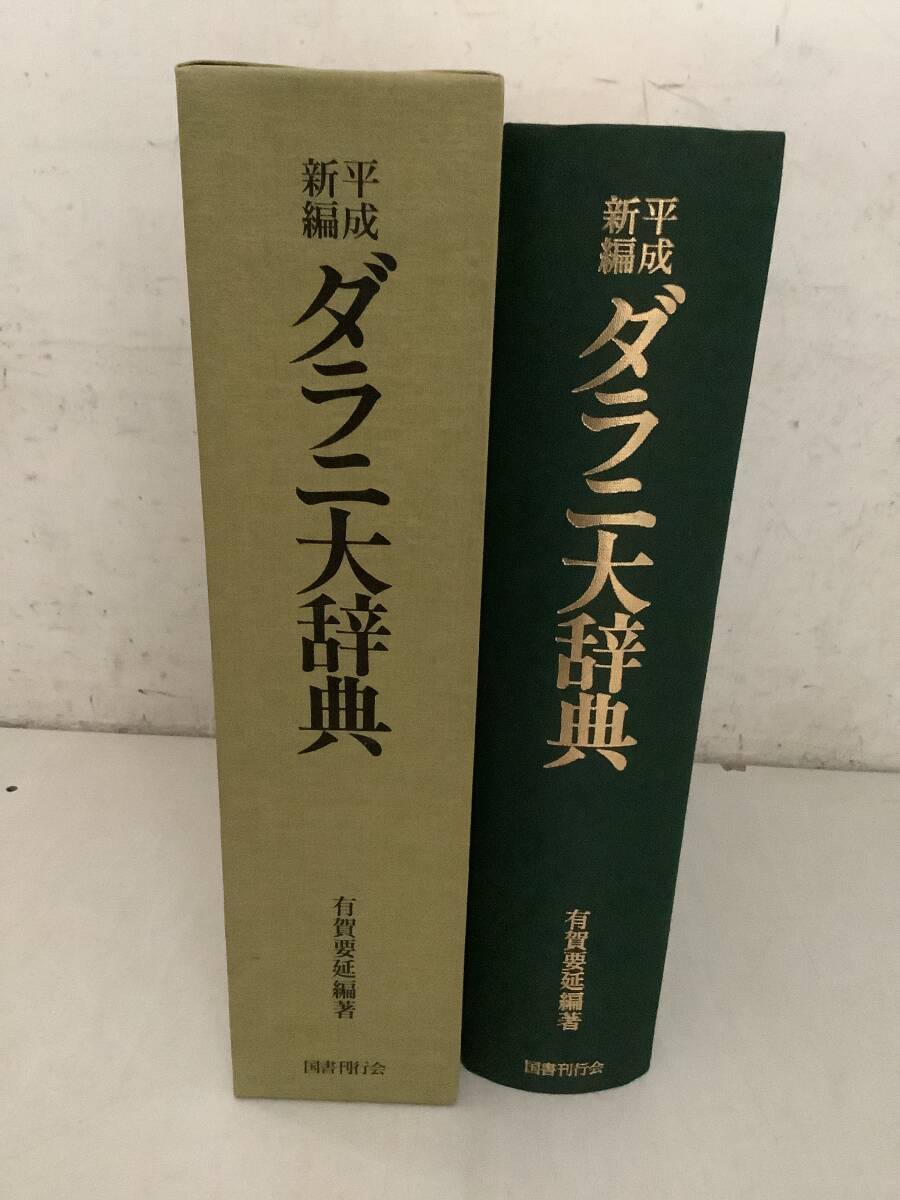 平成
新編
ダラニ大辞典
有賀要延編著
国書刊行会
平成
新編
ダラニ大辞典
有賀要延編著
国書刊行会